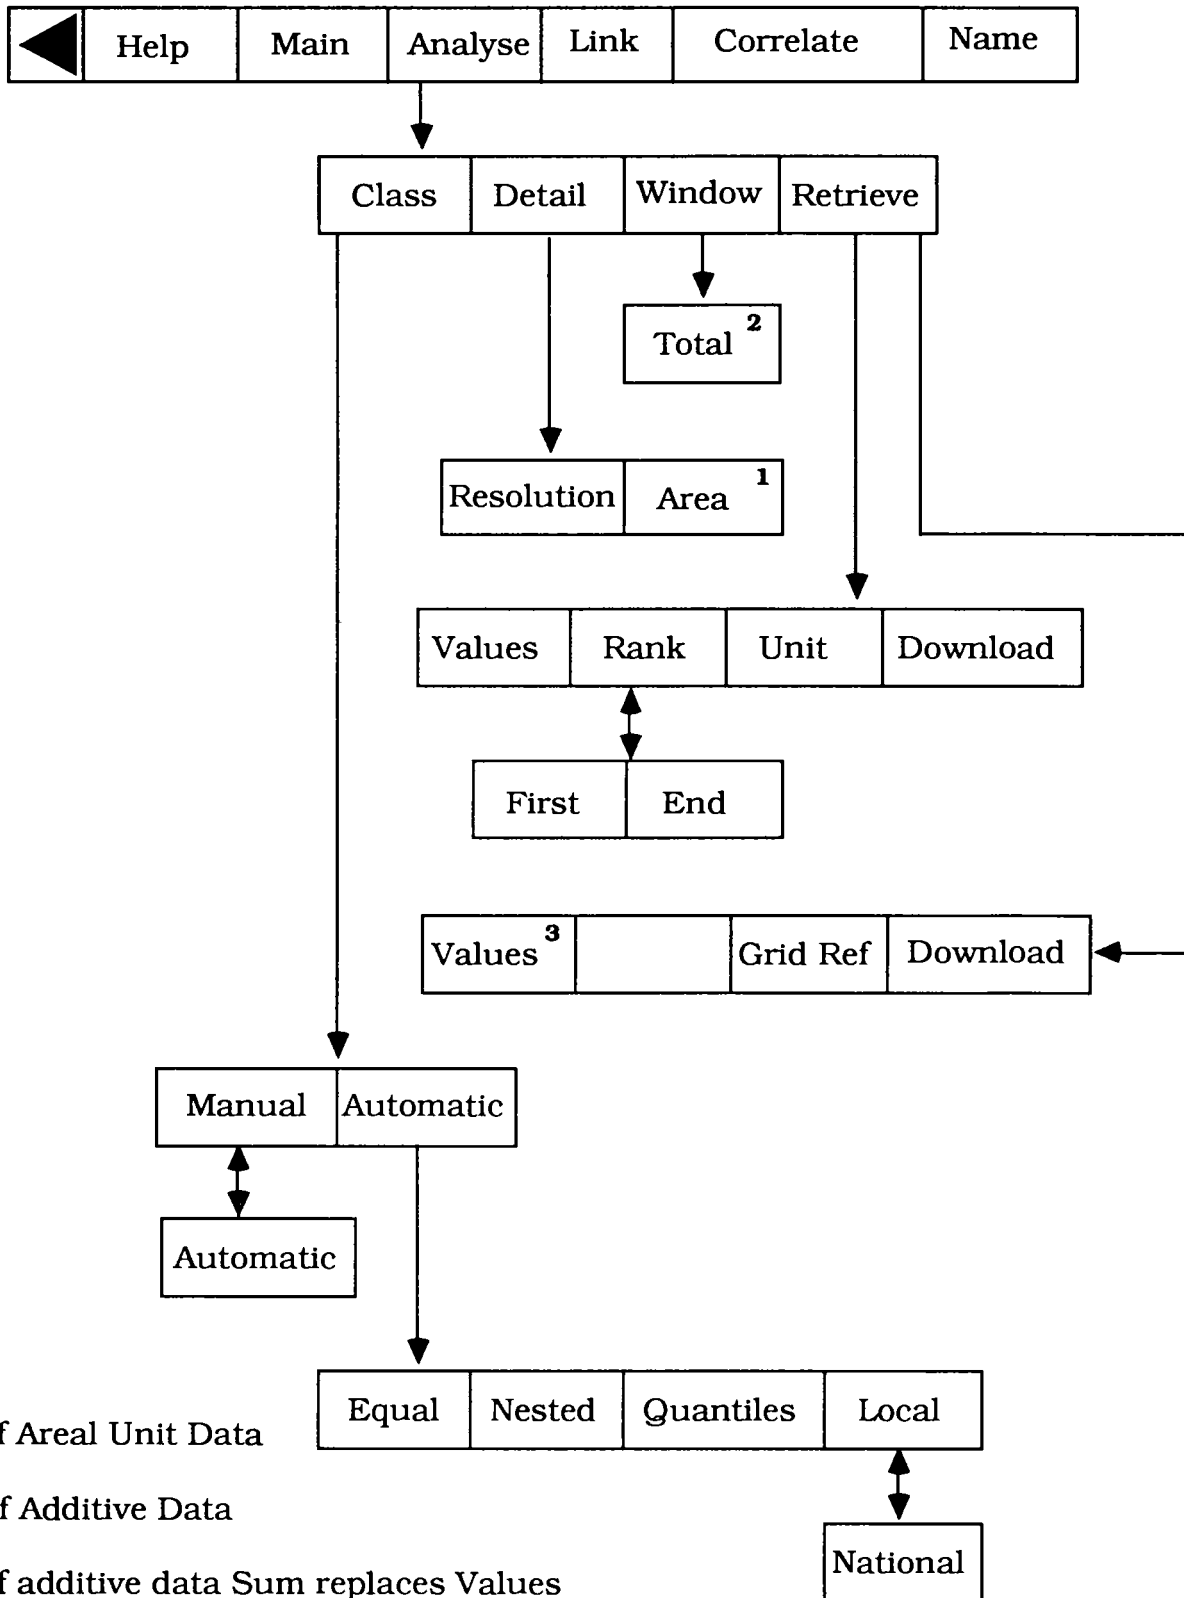 Help Main Analyse Link Correlate Name
Class Detail Window Retrieve
Total 2
Resolution Area 1
Values Rank Unit Download
First End
Values 3 Grid Ref Download
Manual Automatic
Automatic
Equal Nested Quantiles Local
f Areal Unit Data
f Additive Data
National
f additive data Sum replaces Values